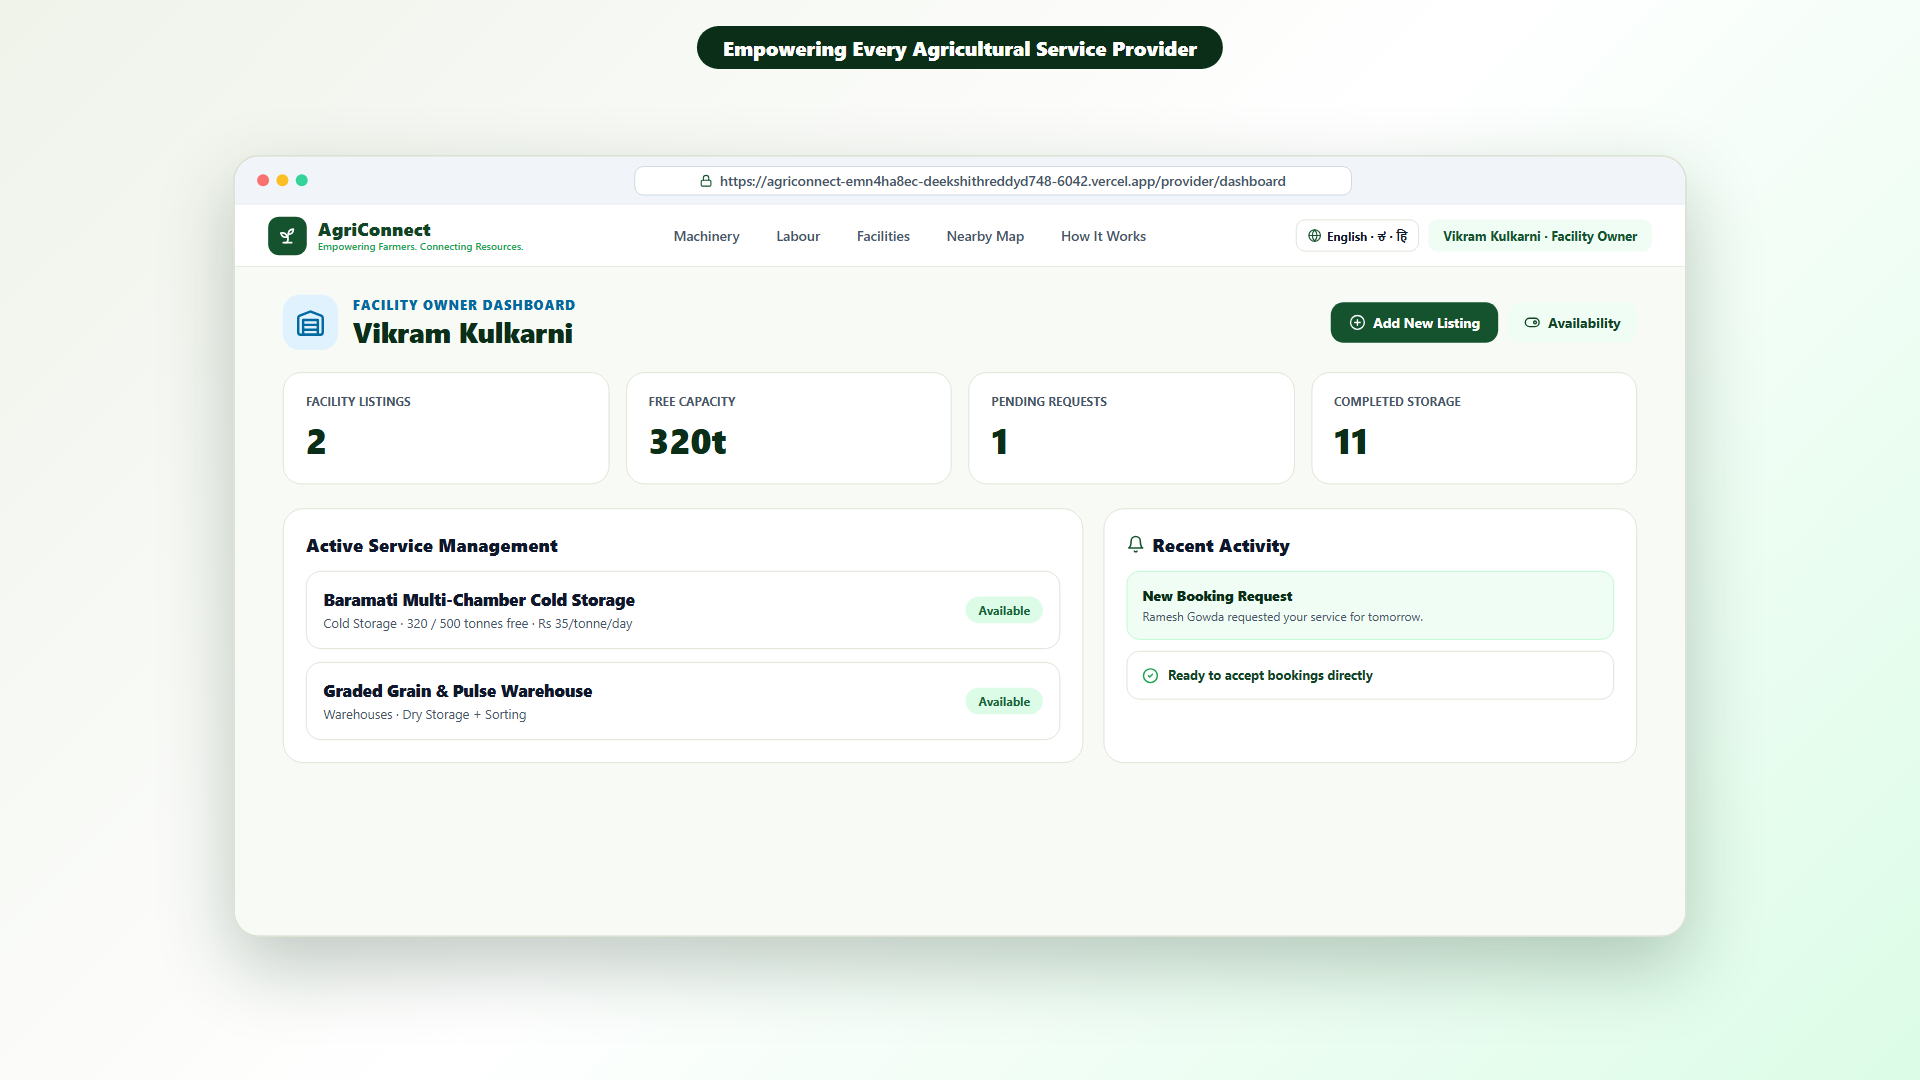 Empowering Every Agricultural Service Provider
https://agriconnect-emn4ha8ec-deekshithreddyd748-6042.vercel.app/provider/dashboard
AgriConnect
Empowering Farmers. Connecting Resources.
Machinery
Labour
Facilities
Nearby Map
How It Works
English · ಕ · हि
Vikram Kulkarni · Facility Owner
FACILITY OWNER DASHBOARD
Vikram Kulkarni
Add New Listing
Availability
FACILITY LISTINGS
2
FREE CAPACITY
320t
PENDING REQUESTS
1
COMPLETED STORAGE
11
Active Service Management
Baramati Multi-Chamber Cold Storage
Cold Storage · 320 / 500 tonnes free · Rs 35/tonne/day
Available
Graded Grain & Pulse Warehouse
Warehouses · Dry Storage + Sorting
Available
Recent Activity
New Booking Request
Ramesh Gowda requested your service for tomorrow.
Ready to accept bookings directly